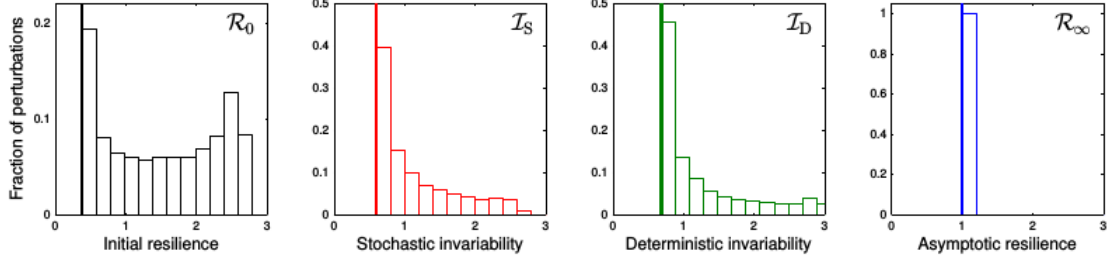 Fraction of perturbations
0.2
0.1
0
0 1 2 3
R₀
Initial resilience
0.5
0.4
0.3
0.2
0.1
0
0 1 2 3
I_S
Stochastic invariability
0.5
0.4
0.3
0.2
0.1
0
0 1 2 3
I_D
Deterministic invariability
1
0.8
0.6
0.4
0.2
0
0 1 2 3
R_∞
Asymptotic resilience